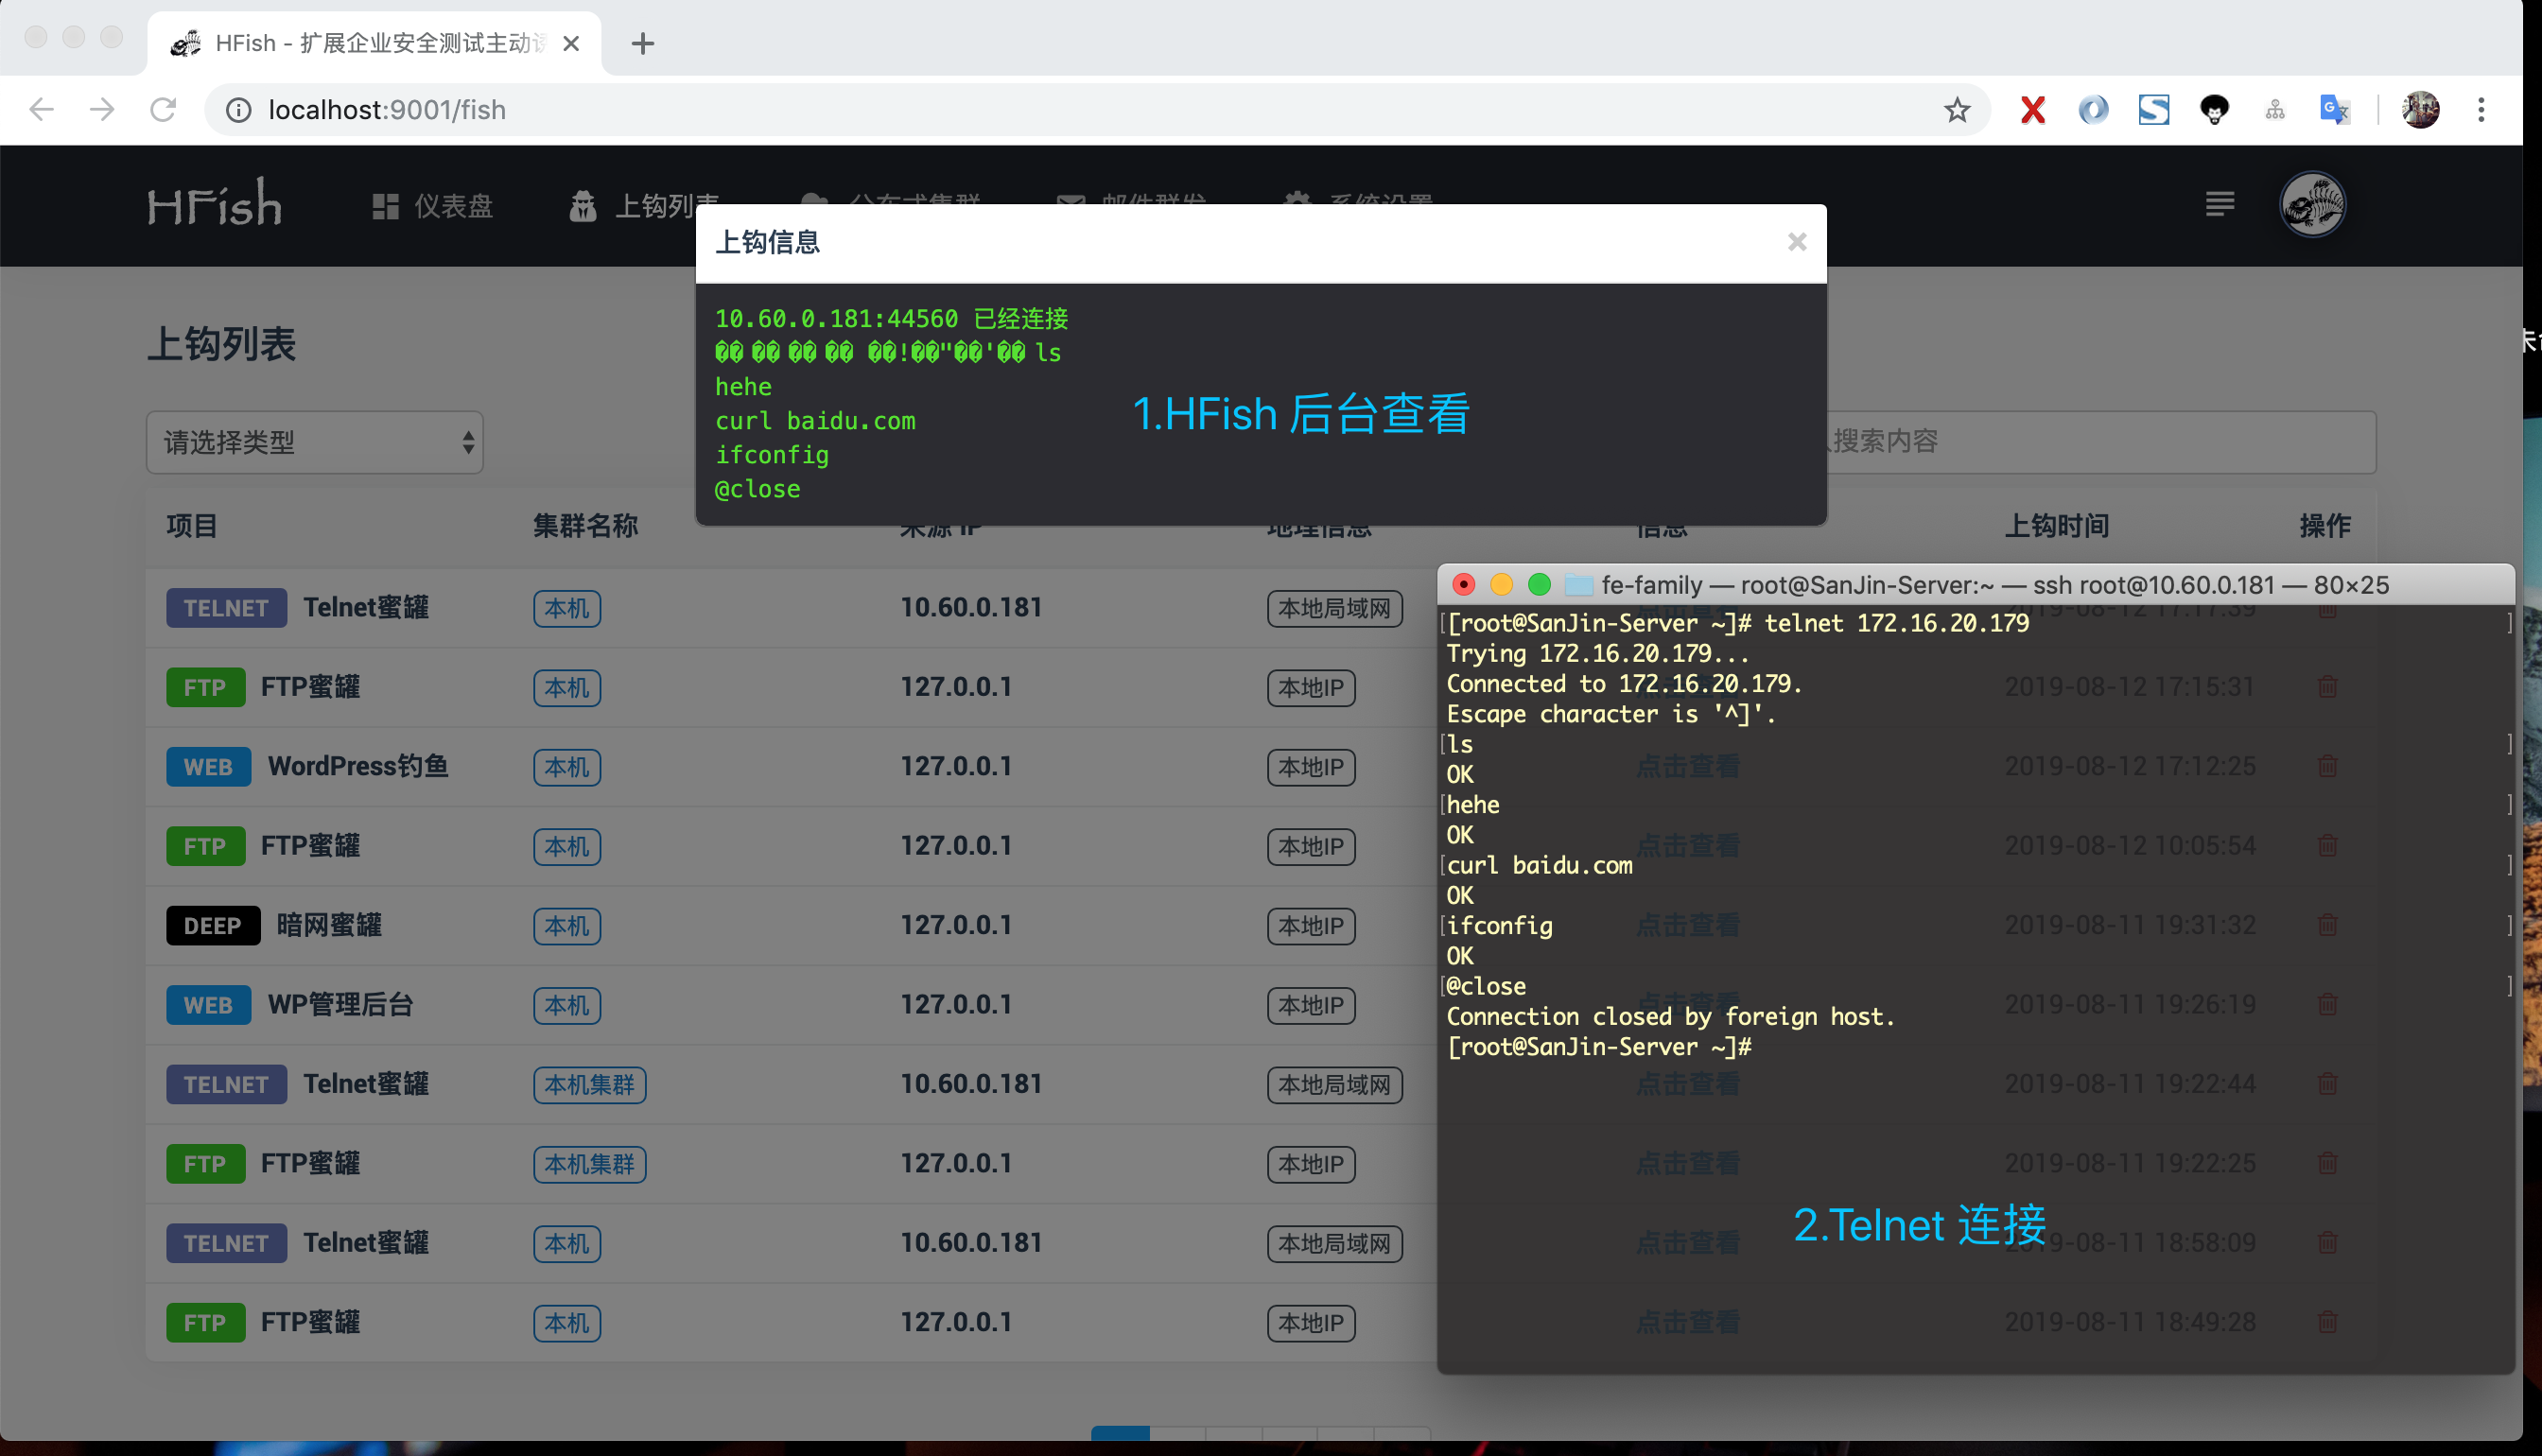 HFish - 扩展企业安全测试主动
localhost:9001/fish
HFish 仪表盘 上钩列表 分布式集群 邮件群发 系统设置
上钩信息 ×
10.60.0.181:44560 已经连接
�� �� �� �� ��!��"��'�� ls
hehe
curl baidu.com
ifconfig
@close
1.HFish 后台查看
上钩列表
请选择类型 搜索内容
项目 集群名称 来源 IP 地理信息 信息 上钩时间 操作
TELNET Telnet蜜罐 本机 10.60.0.181 本地局域网 点击查看 2019-08-12 17:17:39
FTP FTP蜜罐 本机 127.0.0.1 本地IP 2019-08-12 17:15:31
WEB WordPress钓鱼 本机 127.0.0.1 本地IP 点击查看 2019-08-12 17:12:25
FTP FTP蜜罐 本机 127.0.0.1 本地IP 点击查看 2019-08-12 10:05:54
DEEP 暗网蜜罐 本机 127.0.0.1 本地IP 点击查看 2019-08-11 19:31:32
WEB WP管理后台 本机 127.0.0.1 本地IP 点击查看 2019-08-11 19:26:19
TELNET Telnet蜜罐 本机集群 10.60.0.181 本地局域网 点击查看 2019-08-11 19:22:44
FTP FTP蜜罐 本机集群 127.0.0.1 本地IP 点击查看 2019-08-11 19:22:25
TELNET Telnet蜜罐 本机 10.60.0.181 本地局域网 点击查看 2019-08-11 18:58:09
FTP FTP蜜罐 本机 127.0.0.1 本地IP 点击查看 2019-08-11 18:49:28
fe-family — root@SanJin-Server:~ — ssh root@10.60.0.181 — 80×25
[[root@SanJin-Server ~]# telnet 172.16.20.179 ]
Trying 172.16.20.179...
Connected to 172.16.20.179.
Escape character is '^]'.
[ls ]
OK
[hehe ]
OK
[curl baidu.com ]
OK
[ifconfig ]
OK
[@close ]
Connection closed by foreign host.
[root@SanJin-Server ~]#
2.Telnet 连接